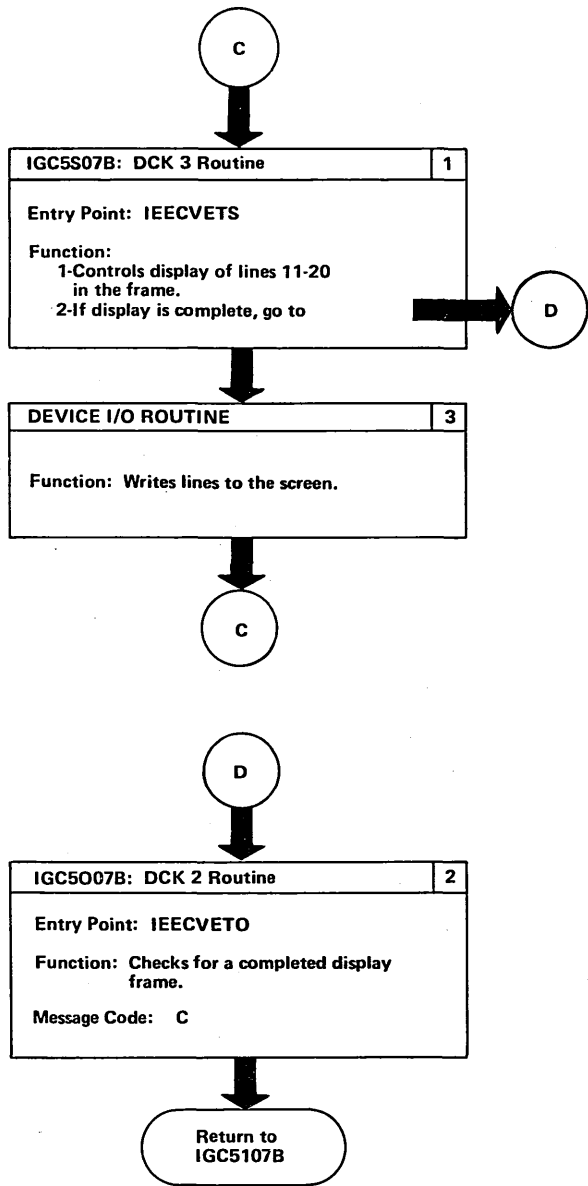 C
IGC5S07B: DCK 3 Routine 1
Entry Point: IEECVETS
Function:
1-Controls display of lines 11-20
in the frame.
2-If display is complete, go to
D
DEVICE I/O ROUTINE 3
Function: Writes lines to the screen.
C
D
IGC5O07B: DCK 2 Routine 2
Entry Point: IEECVETO
Function: Checks for a completed display
frame.
Message Code: C
Return to
IGC5107B